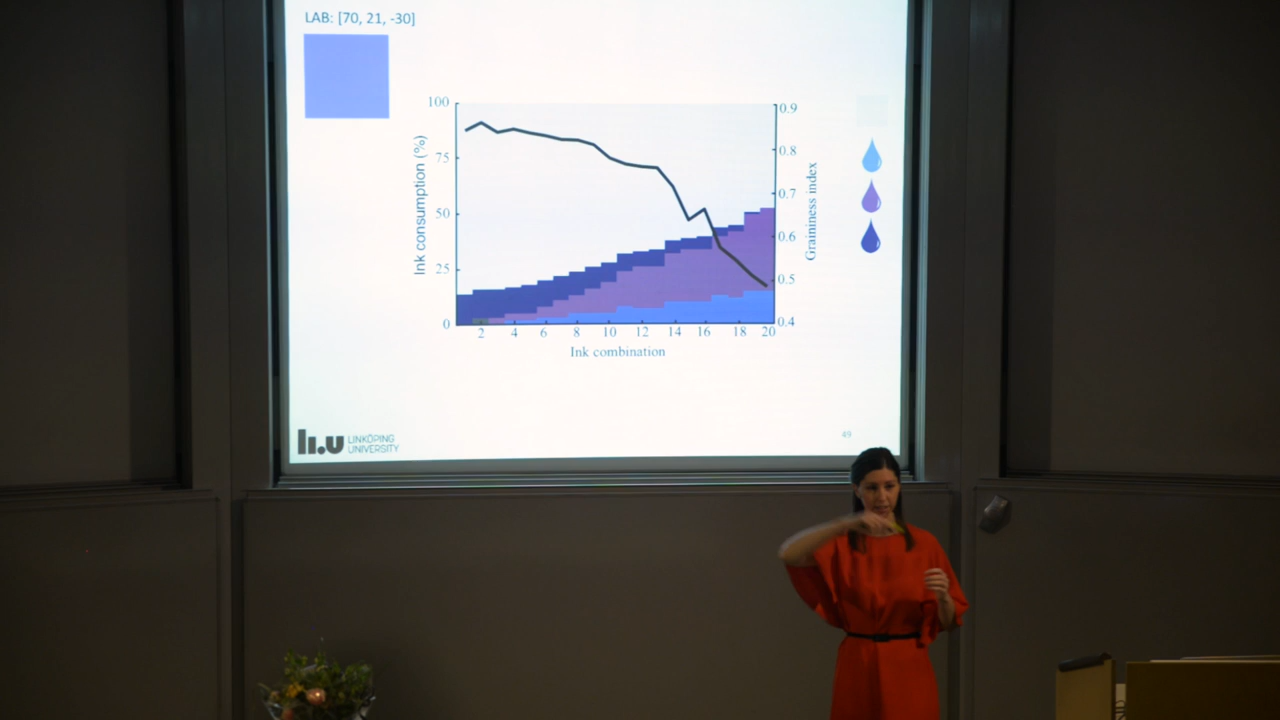 LAB: [70, 21, -30]
100
75
50
25
0
Ink consumption (%)
0.9
0.8
0.7
0.6
0.5
0.4
Graininess index
2 4 6 8 10 12 14 16 18 20
Ink combination
LINKÖPING
UNIVERSITY
li.u
49